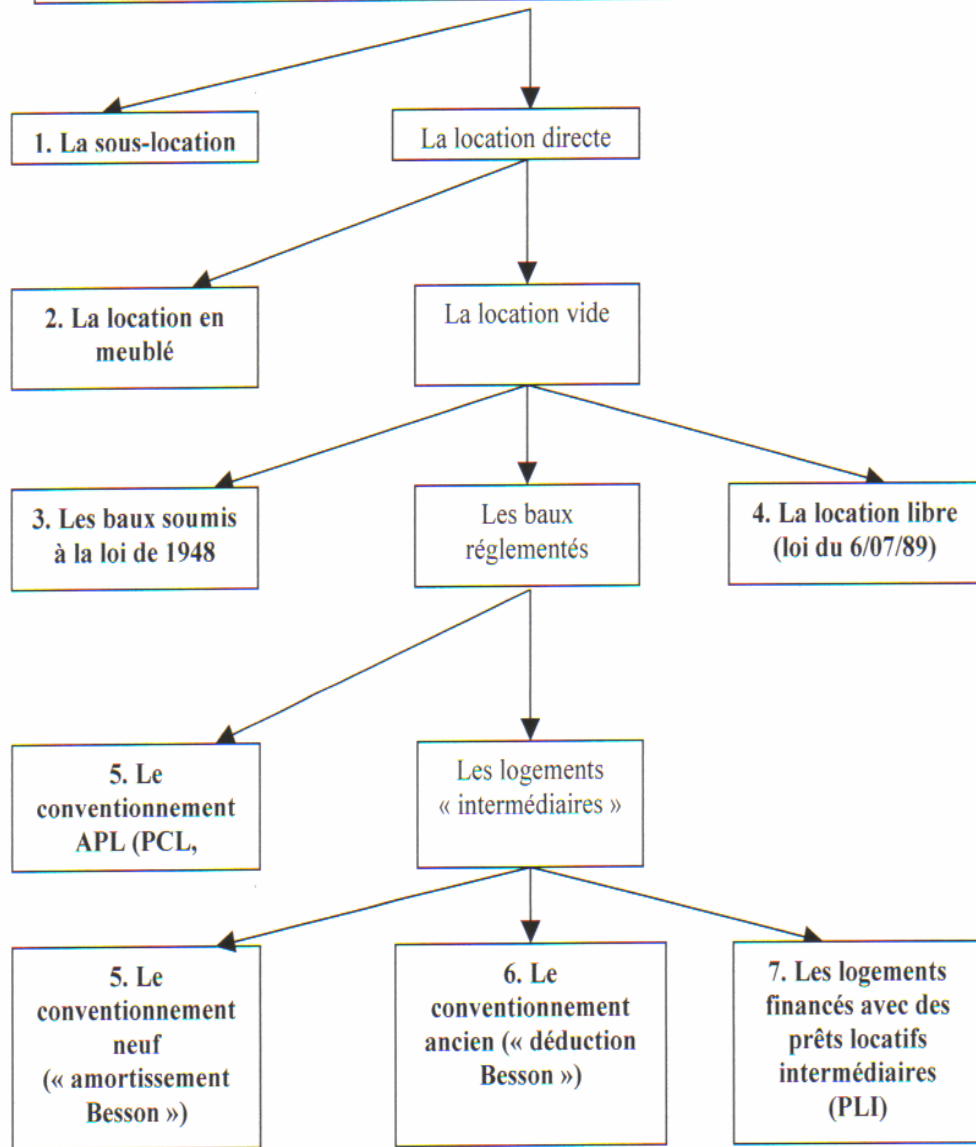 1. La sous-location
La location directe
2. La location en
meublé
La location vide
3. Les baux soumis
à la loi de 1948
Les baux
réglementés
4. La location libre
(loi du 6/07/89)
5. Le
conventionnement
APL (PCL,
Les logements
« intermédiaires »
5. Le
conventionnement
neuf
(« amortissement
Besson »)
6. Le
conventionnement
ancien (« déduction
Besson »)
7. Les logements
financés avec des
prêts locatifs
intermédiaires
(PLI)